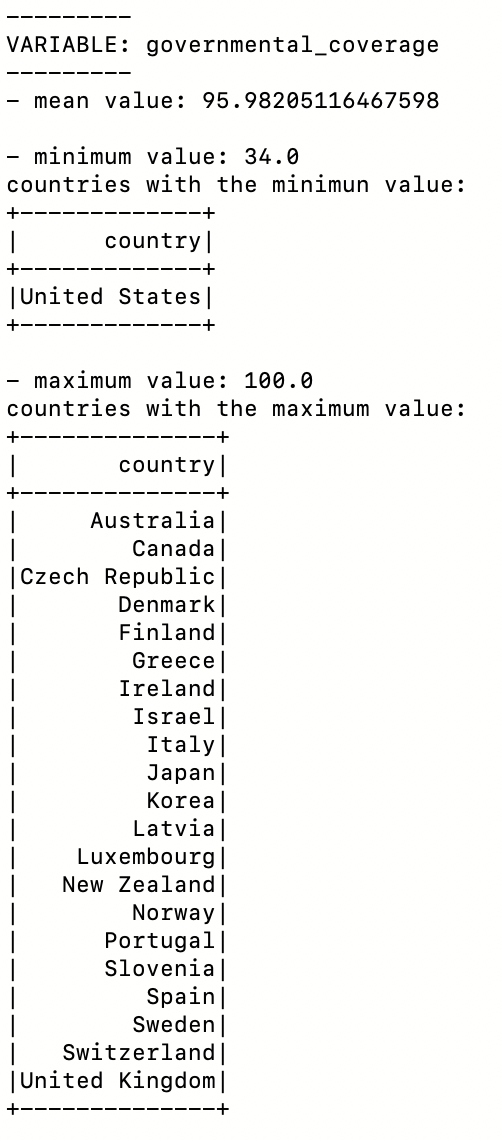 ---------
VARIABLE: governmental_coverage
---------
- mean value: 95.98205116467598

- minimum value: 34.0
countries with the minimun value:
+-------------+
|      country|
+-------------+
|United States|
+-------------+

- maximum value: 100.0
countries with the maximum value:
+--------------+
|       country|
+--------------+
|     Australia|
|        Canada|
|Czech Republic|
|       Denmark|
|       Finland|
|        Greece|
|       Ireland|
|        Israel|
|         Italy|
|         Japan|
|         Korea|
|        Latvia|
|    Luxembourg|
|   New Zealand|
|        Norway|
|      Portugal|
|      Slovenia|
|         Spain|
|        Sweden|
|   Switzerland|
|United Kingdom|
+--------------+